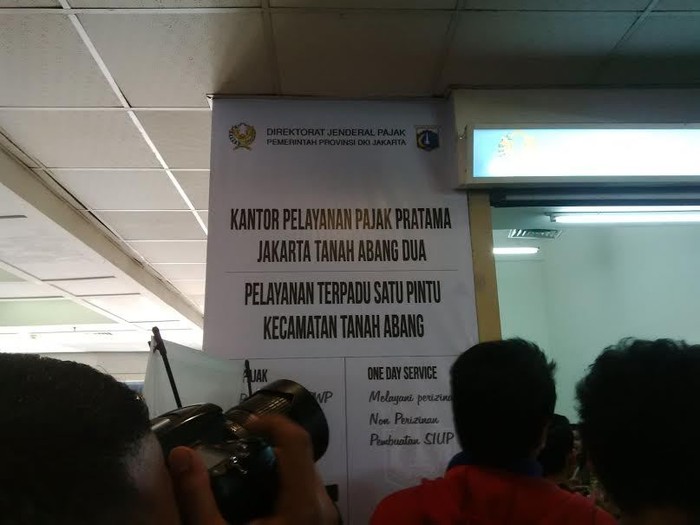 DIREKTORAT JENDERAL PAJAK
PEMERINTAH PROVINSI DKI JAKARTA
KANTOR PELAYANAN PAJAK PRATAMA
JAKARTA TANAH ABANG DUA
PELAYANAN TERPADU SATU PINTU
KECAMATAN TANAH ABANG
PAJAK
ONE DAY SERVICE
Melayani perizina
Non Perizinan
Pembuatan SIUP